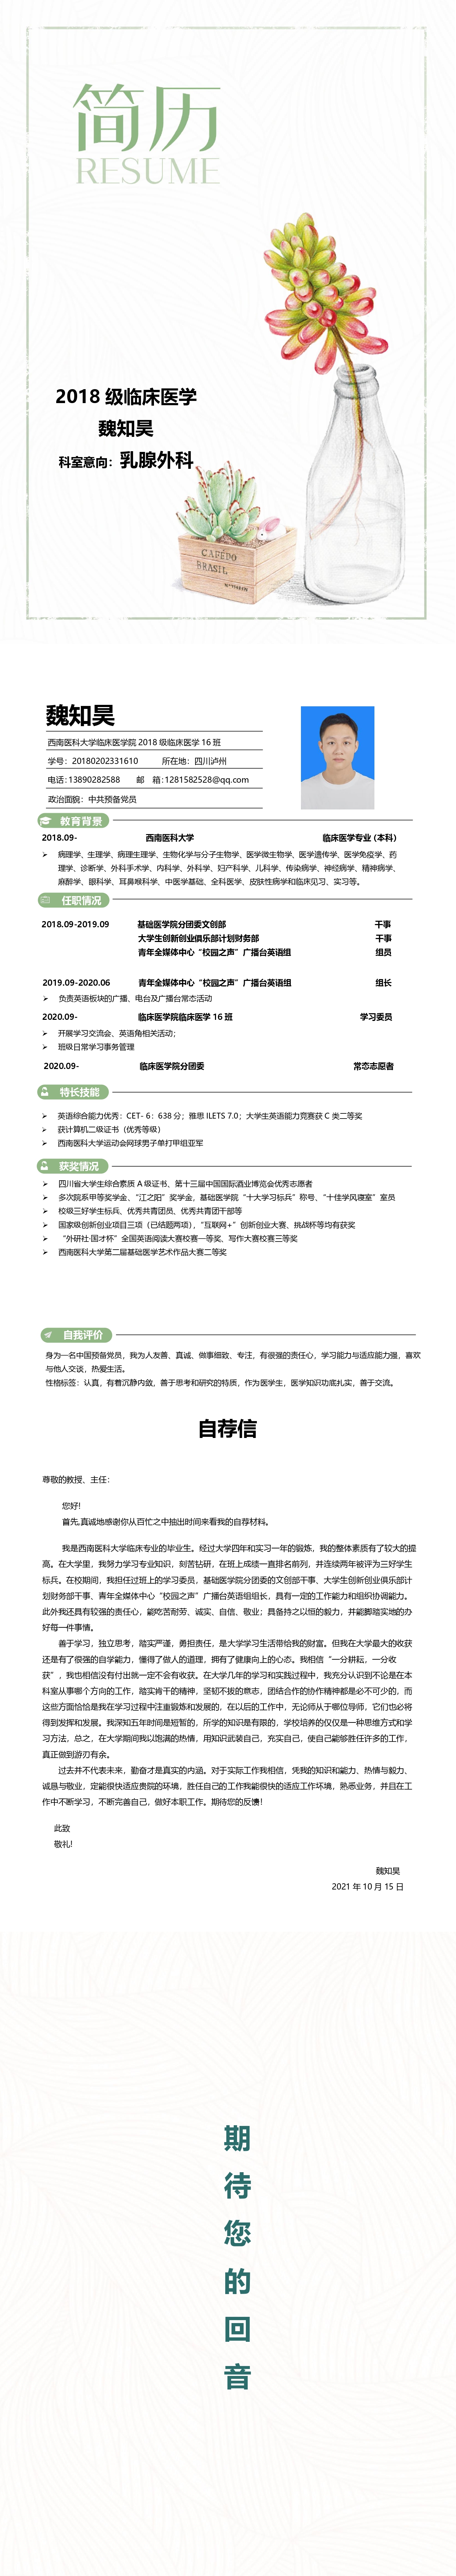 简历
RESUME
2018 级临床医学
魏知昊
科室意向：乳腺外科
CAPEDO
BRASIL
魏知昊
西南医科大学临床医学院 2018 级临床医学 16 班
学号：20180202331610 所在地：四川泸州
电话：13890282588 邮 箱：1281582528@qq.com
政治面貌：中共预备党员
教育背景
2018.09- 西南医科大学 临床医学专业（本科）
➢ 病理学、生理学、病理生理学、生物化学与分子生物学、医学微生物学、医学遗传学、医学免疫学、药
理学、诊断学、外科手术学、内科学、外科学、妇产科学、儿科学、传染病学、神经病学、精神病学、
麻醉学、眼科学、耳鼻喉科学、中医学基础、全科医学、皮肤性病学和临床见习、实习等。
任职情况
2018.09-2019.09 基础医学院分团委文创部 干事
大学生创新创业俱乐部计划财务部 干事
青年全媒体中心“校园之声”广播台英语组 组员
2019.09-2020.06 青年全媒体中心“校园之声”广播台英语组 组长
➢ 负责英语板块的广播、电台及广播台常态活动
2020.09- 临床医学院临床医学 16 班 学习委员
➢ 开展学习交流会、英语角相关活动；
➢ 班级日常学习事务管理
2020.09- 临床医学院分团委 常态志愿者
特长技能
➢ 英语综合能力优秀：CET- 6：638 分；雅思 ILETS 7.0；大学生英语能力竞赛获 C 类二等奖
➢ 获计算机二级证书（优秀等级）
➢ 西南医科大学运动会网球男子单打甲组亚军
获奖情况
➢ 四川省大学生综合素质 A 级证书、第十三届中国国际酒业博览会优秀志愿者
➢ 多次院系甲等奖学金、“江之阳”奖学金，基础医学院“十大学习标兵”称号、“十佳学风寝室”室员
➢ 校级三好学生标兵、优秀共青团员、优秀共青团干部等
➢ 国家级创新创业项目三项（已结题两项），“互联网+”创新创业大赛、挑战杯等均有获奖
➢ “外研社·国才杯”全国英语阅读大赛校赛一等奖、写作大赛校赛三等奖
➢ 西南医科大学第二届基础医学艺术作品大赛二等奖
自我评价
身为一名中国预备党员，我为人友善、真诚、做事细致、专注，有很强的责任心，学习能力与适应能力强，喜欢
与他人交谈，热爱生活。
性格标签：认真，有着沉静内敛，善于思考和研究的特质，作为医学生，医学知识功底扎实，善于交流。
自荐信
尊敬的教授、主任：
您好!
首先,真诚地感谢你从百忙之中抽出时间来看我的自荐材料。
我是西南医科大学临床专业的毕业生。经过大学四年和实习一年的锻炼，我的整体素质有了较大的提
高。在大学里，我努力学习专业知识，刻苦钻研，在班上成绩一直排名前列，并连续两年被评为三好学生
标兵。在校期间，我担任过班上的学习委员，基础医学院分团委的文创部干事、大学生创新创业俱乐部计
划财务部干事、青年全媒体中心“校园之声”广播台英语组组长，具有一定的工作能力和组织协调能力。
此外我还具有较强的责任心，能吃苦耐劳、诚实、自信、敬业；具备持之以恒的毅力，并能脚踏实地的办
好每一件事情。
善于学习，独立思考，踏实严谨，勇担责任，是大学学习生活带给我的财富。但我在大学最大的收获
还是有了很强的自学能力，懂得了做人的道理，拥有了健康向上的心态。我相信“一分耕耘，一分收
获”，我也相信没有付出就一定不会有收获。在大学几年的学习和实践过程中，我充分认识到不论是在本
科室从事哪个方向的工作，踏实肯干的精神，坚韧不拔的意志，团结合作的协作精神都是必不可少的，而
这些方面恰恰是我在学习过程中注重锻炼和发展的，在以后的工作中，无论师从于哪位导师，它们也必将
得到发挥和发展。我深知五年时间是短暂的，所学的知识是有限的，学校培养的仅仅是一种思维方式和学
习方法，总之，在大学期间我以饱满的热情，用知识武装自己，充实自己，使自己能够胜任许多的工作，
真正做到游刃有余。
过去并不代表未来，勤奋才是真实的内涵。对于实际工作我相信，凭我的知识和能力、热情与毅力、
诚恳与敬业，定能很快适应贵院的环境，胜任自己的工作我能很快的适应工作环境，熟悉业务，并且在工
作中不断学习，不断完善自己，做好本职工作。期待您的反馈！
此致
敬礼!
魏知昊
2021 年 10 月 15 日
期
待
您
的
回
音